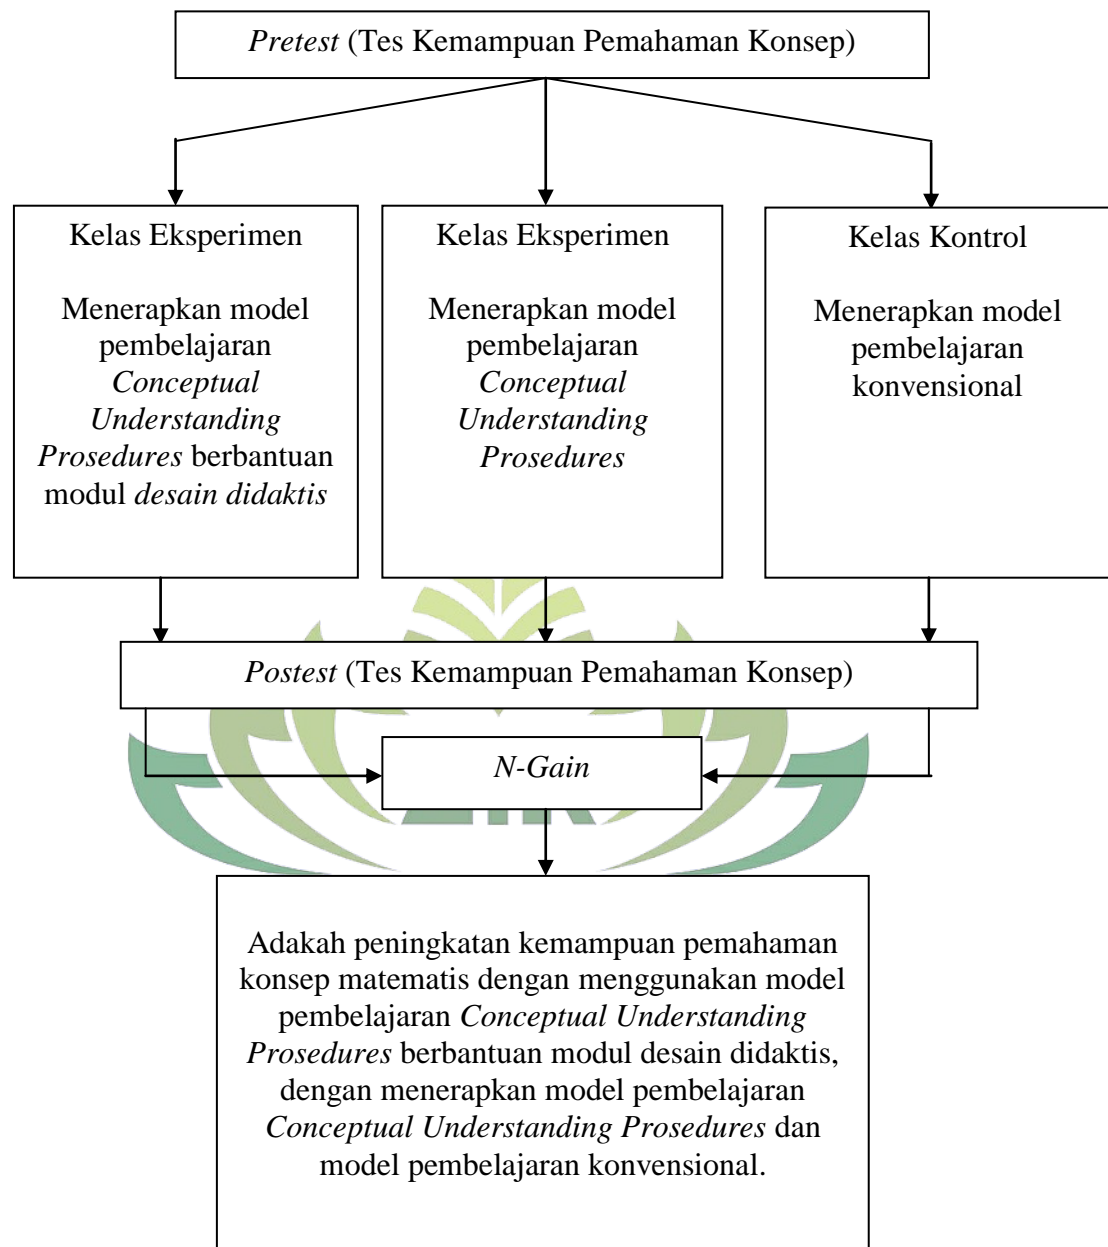 Pretest (Tes Kemampuan Pemahaman Konsep)
Kelas Eksperimen
Menerapkan model
pembelajaran
Conceptual
Understanding
Prosedures berbantuan
modul desain didaktis
Kelas Eksperimen
Menerapkan model
pembelajaran
Conceptual
Understanding
Prosedures
Kelas Kontrol
Menerapkan model
pembelajaran
konvensional
Postest (Tes Kemampuan Pemahaman Konsep)
N-Gain
Adakah peningkatan kemampuan pemahaman
konsep matematis dengan menggunakan model
pembelajaran Conceptual Understanding
Prosedures berbantuan modul desain didaktis,
dengan menerapkan model pembelajaran
Conceptual Understanding Prosedures dan
model pembelajaran konvensional.